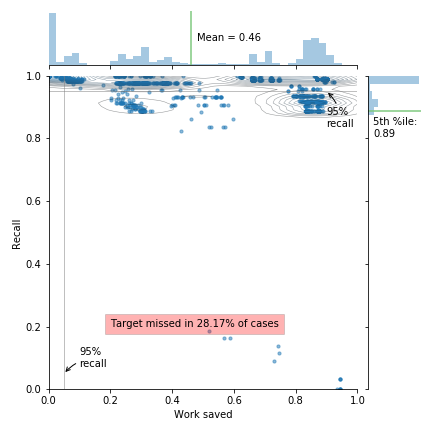 Mean = 0.46
1.0
0.8
0.6
0.4
0.2
0.0
Recall
95%
recall
5th %ile:
0.89
Target missed in 28.17% of cases
95%
recall
0.0 0.2 0.4 0.6 0.8 1.0
Work saved